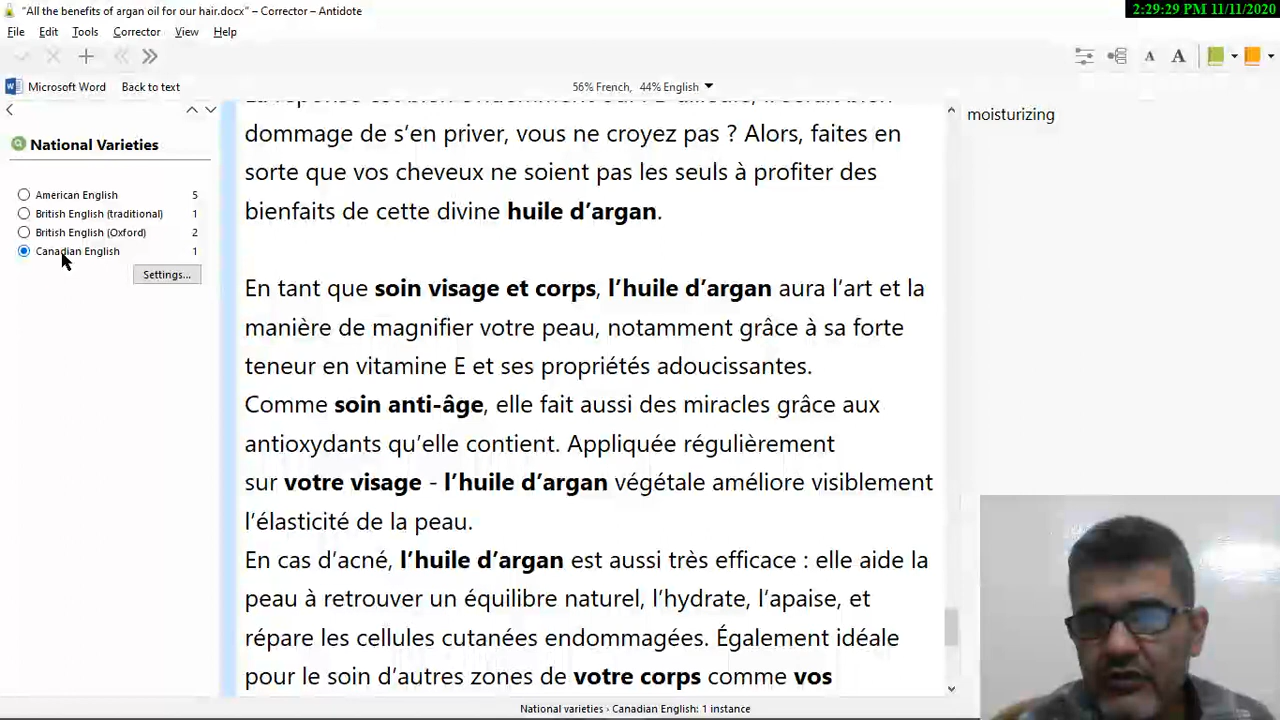 "All the benefits of argan oil for our hair.docx" – Corrector – Antidote
2:29:29 PM 11/11/2020
File Edit Tools Corrector View Help
A A
Microsoft Word Back to text
56% French, 44% English
National Varieties
American English 5
British English (traditional) 1
British English (Oxford) 2
Canadian English 1
Settings...
dommage de s’en priver, vous ne croyez pas ? Alors, faites en
sorte que vos cheveux ne soient pas les seuls à profiter des
bienfaits de cette divine huile d’argan.
En tant que soin visage et corps, l’huile d’argan aura l’art et la
manière de magnifier votre peau, notamment grâce à sa forte
teneur en vitamine E et ses propriétés adoucissantes.
Comme soin anti-âge, elle fait aussi des miracles grâce aux
antioxydants qu’elle contient. Appliquée régulièrement
sur votre visage - l’huile d’argan végétale améliore visiblement
l’élasticité de la peau.
En cas d’acné, l’huile d’argan est aussi très efficace : elle aide la
peau à retrouver un équilibre naturel, l’hydrate, l’apaise, et
répare les cellules cutanées endommagées. Également idéale
pour le soin d’autres zones de votre corps comme vos
moisturizing
National varieties › Canadian English: 1 instance